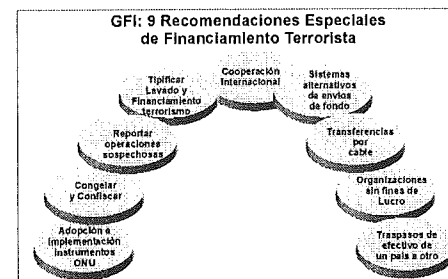 GFI: 9 Recomendaciones Especiales
de Financiamiento Terrorista
Cooperación
Internacional
Tipificar
Lavado y
Financiamiento
terrorismo
Sistemas
alternativos
de envios
de fondo
Reportar
operaciones
sospechosas
Transferencias
por
cable
Congelar
y Confiscar
Organizaciones
sin fines de
Lucro
Adopción e
Implementación
Instrumentos
ONU
Traspasos de
efectivo de
un país a otro